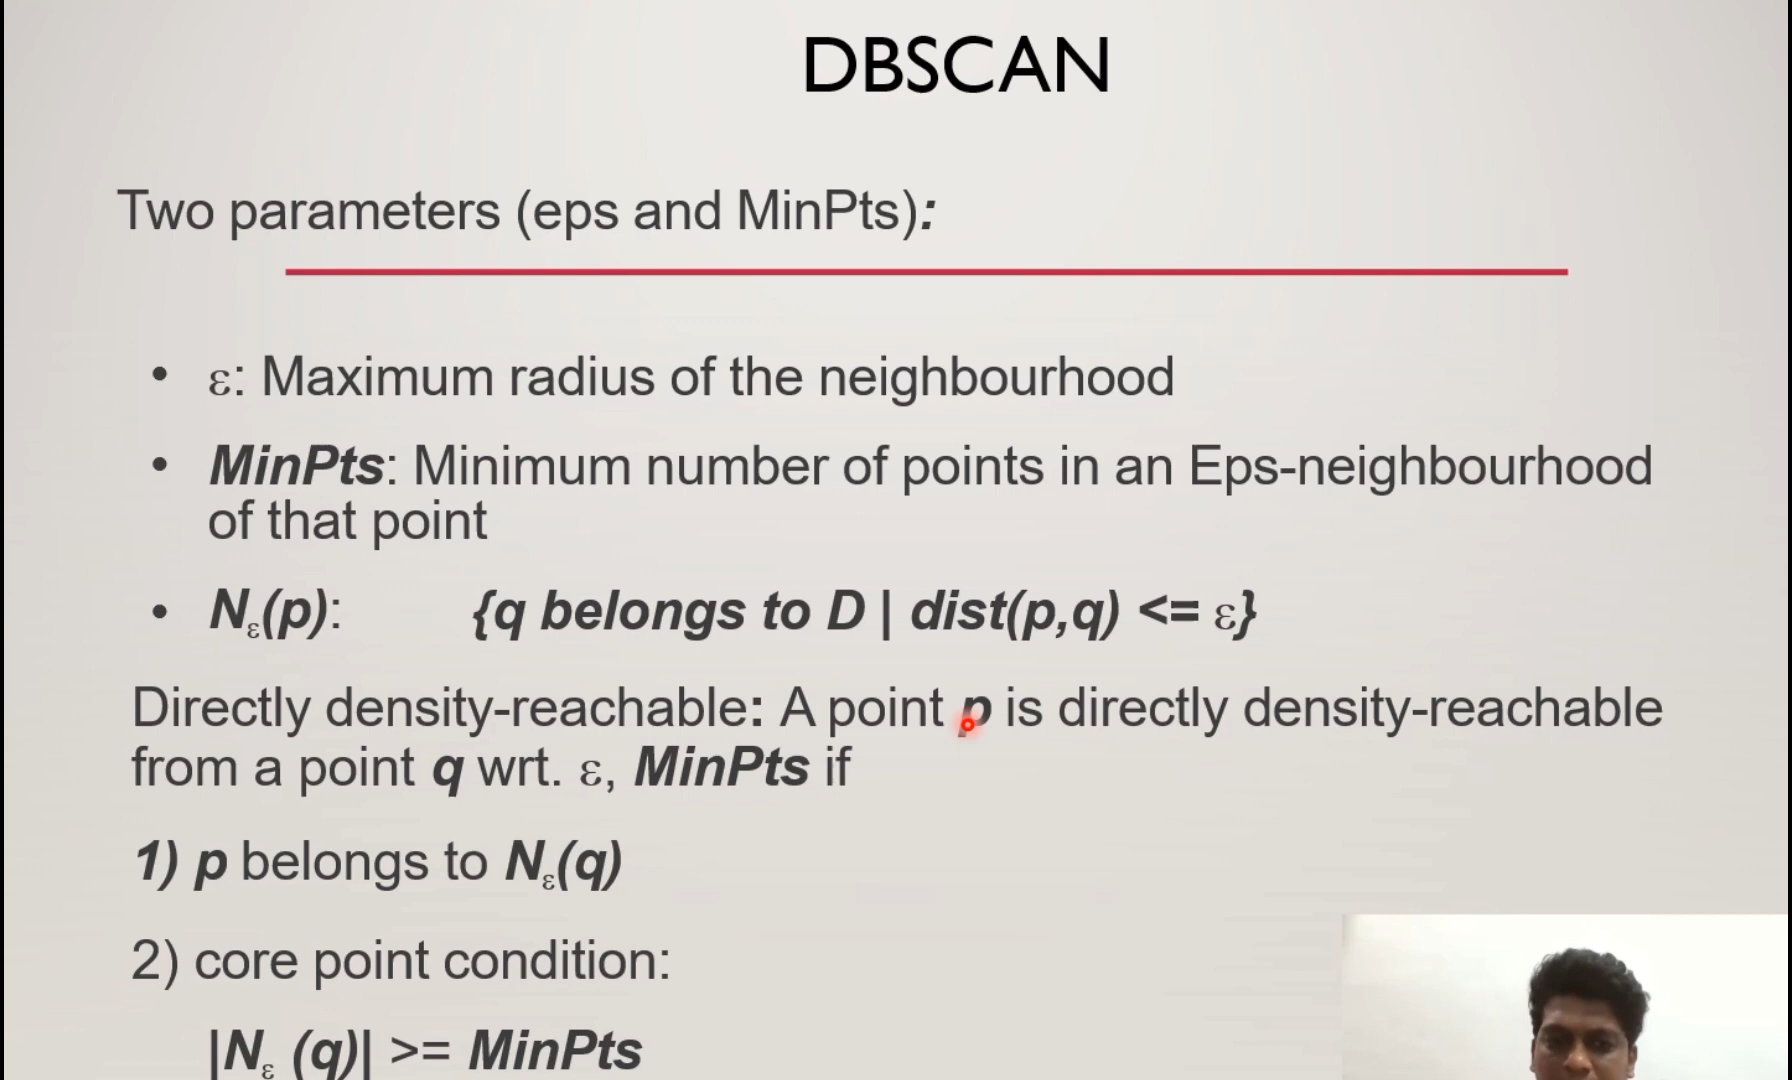 DBSCAN
Two parameters (eps and MinPts):
• ε: Maximum radius of the neighbourhood
• MinPts: Minimum number of points in an Eps-neighbourhood
of that point
• Nε(p): {q belongs to D | dist(p,q) <= ε}
Directly density-reachable: A point p is directly density-reachable
from a point q wrt. ε, MinPts if
1) p belongs to Nε(q)
2) core point condition:
|Nε (q)| >= MinPts